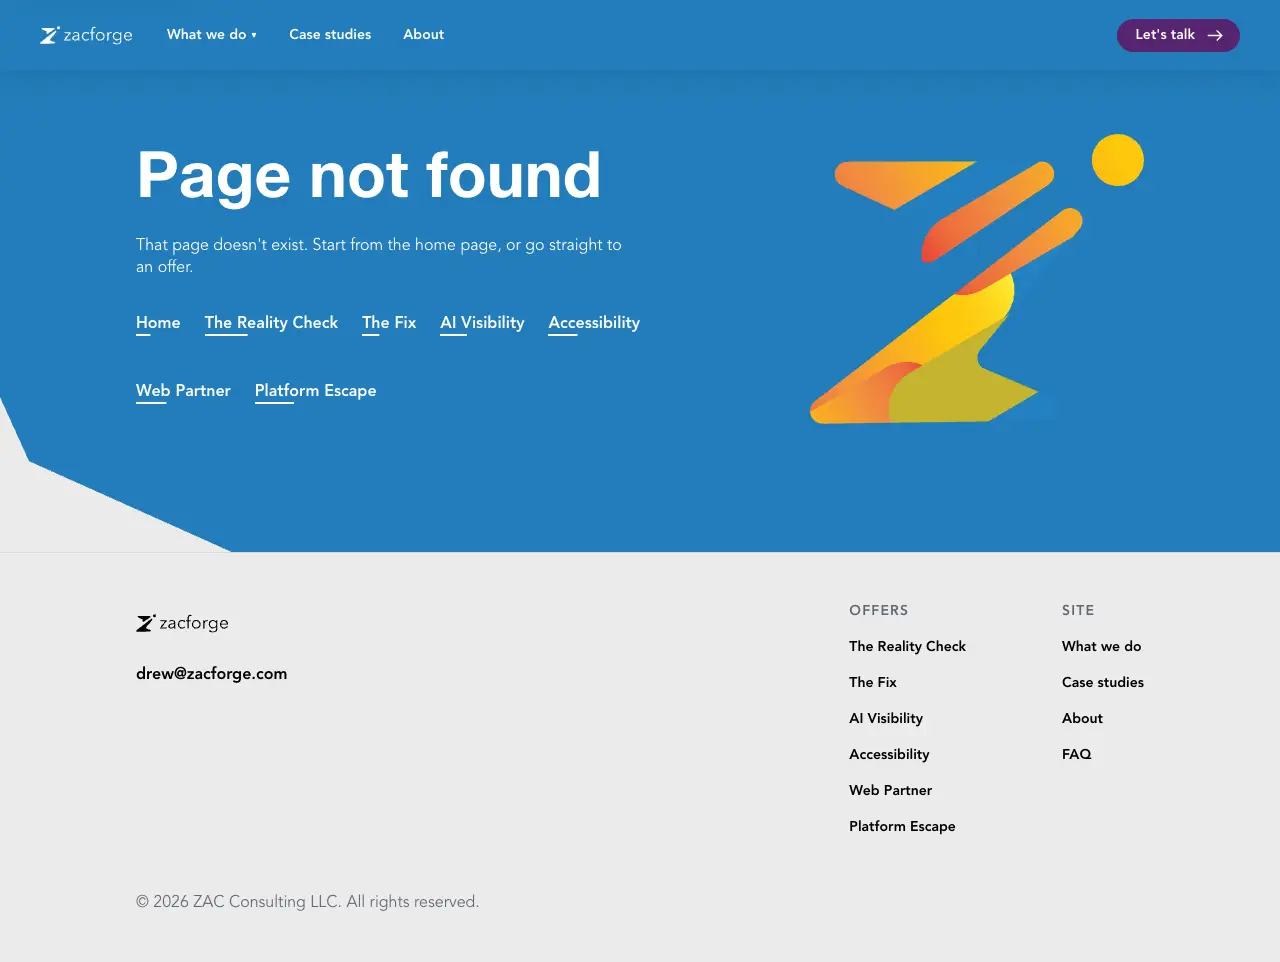 zacforge
What we do ▾
Case studies
About
Let's talk →
Page not found
That page doesn't exist. Start from the home page, or go straight to
an offer.
Home The Reality Check The Fix AI Visibility Accessibility
Web Partner Platform Escape
zacforge
drew@zacforge.com
OFFERS
The Reality Check
The Fix
AI Visibility
Accessibility
Web Partner
Platform Escape
SITE
What we do
Case studies
About
FAQ
© 2026 ZAC Consulting LLC. All rights reserved.